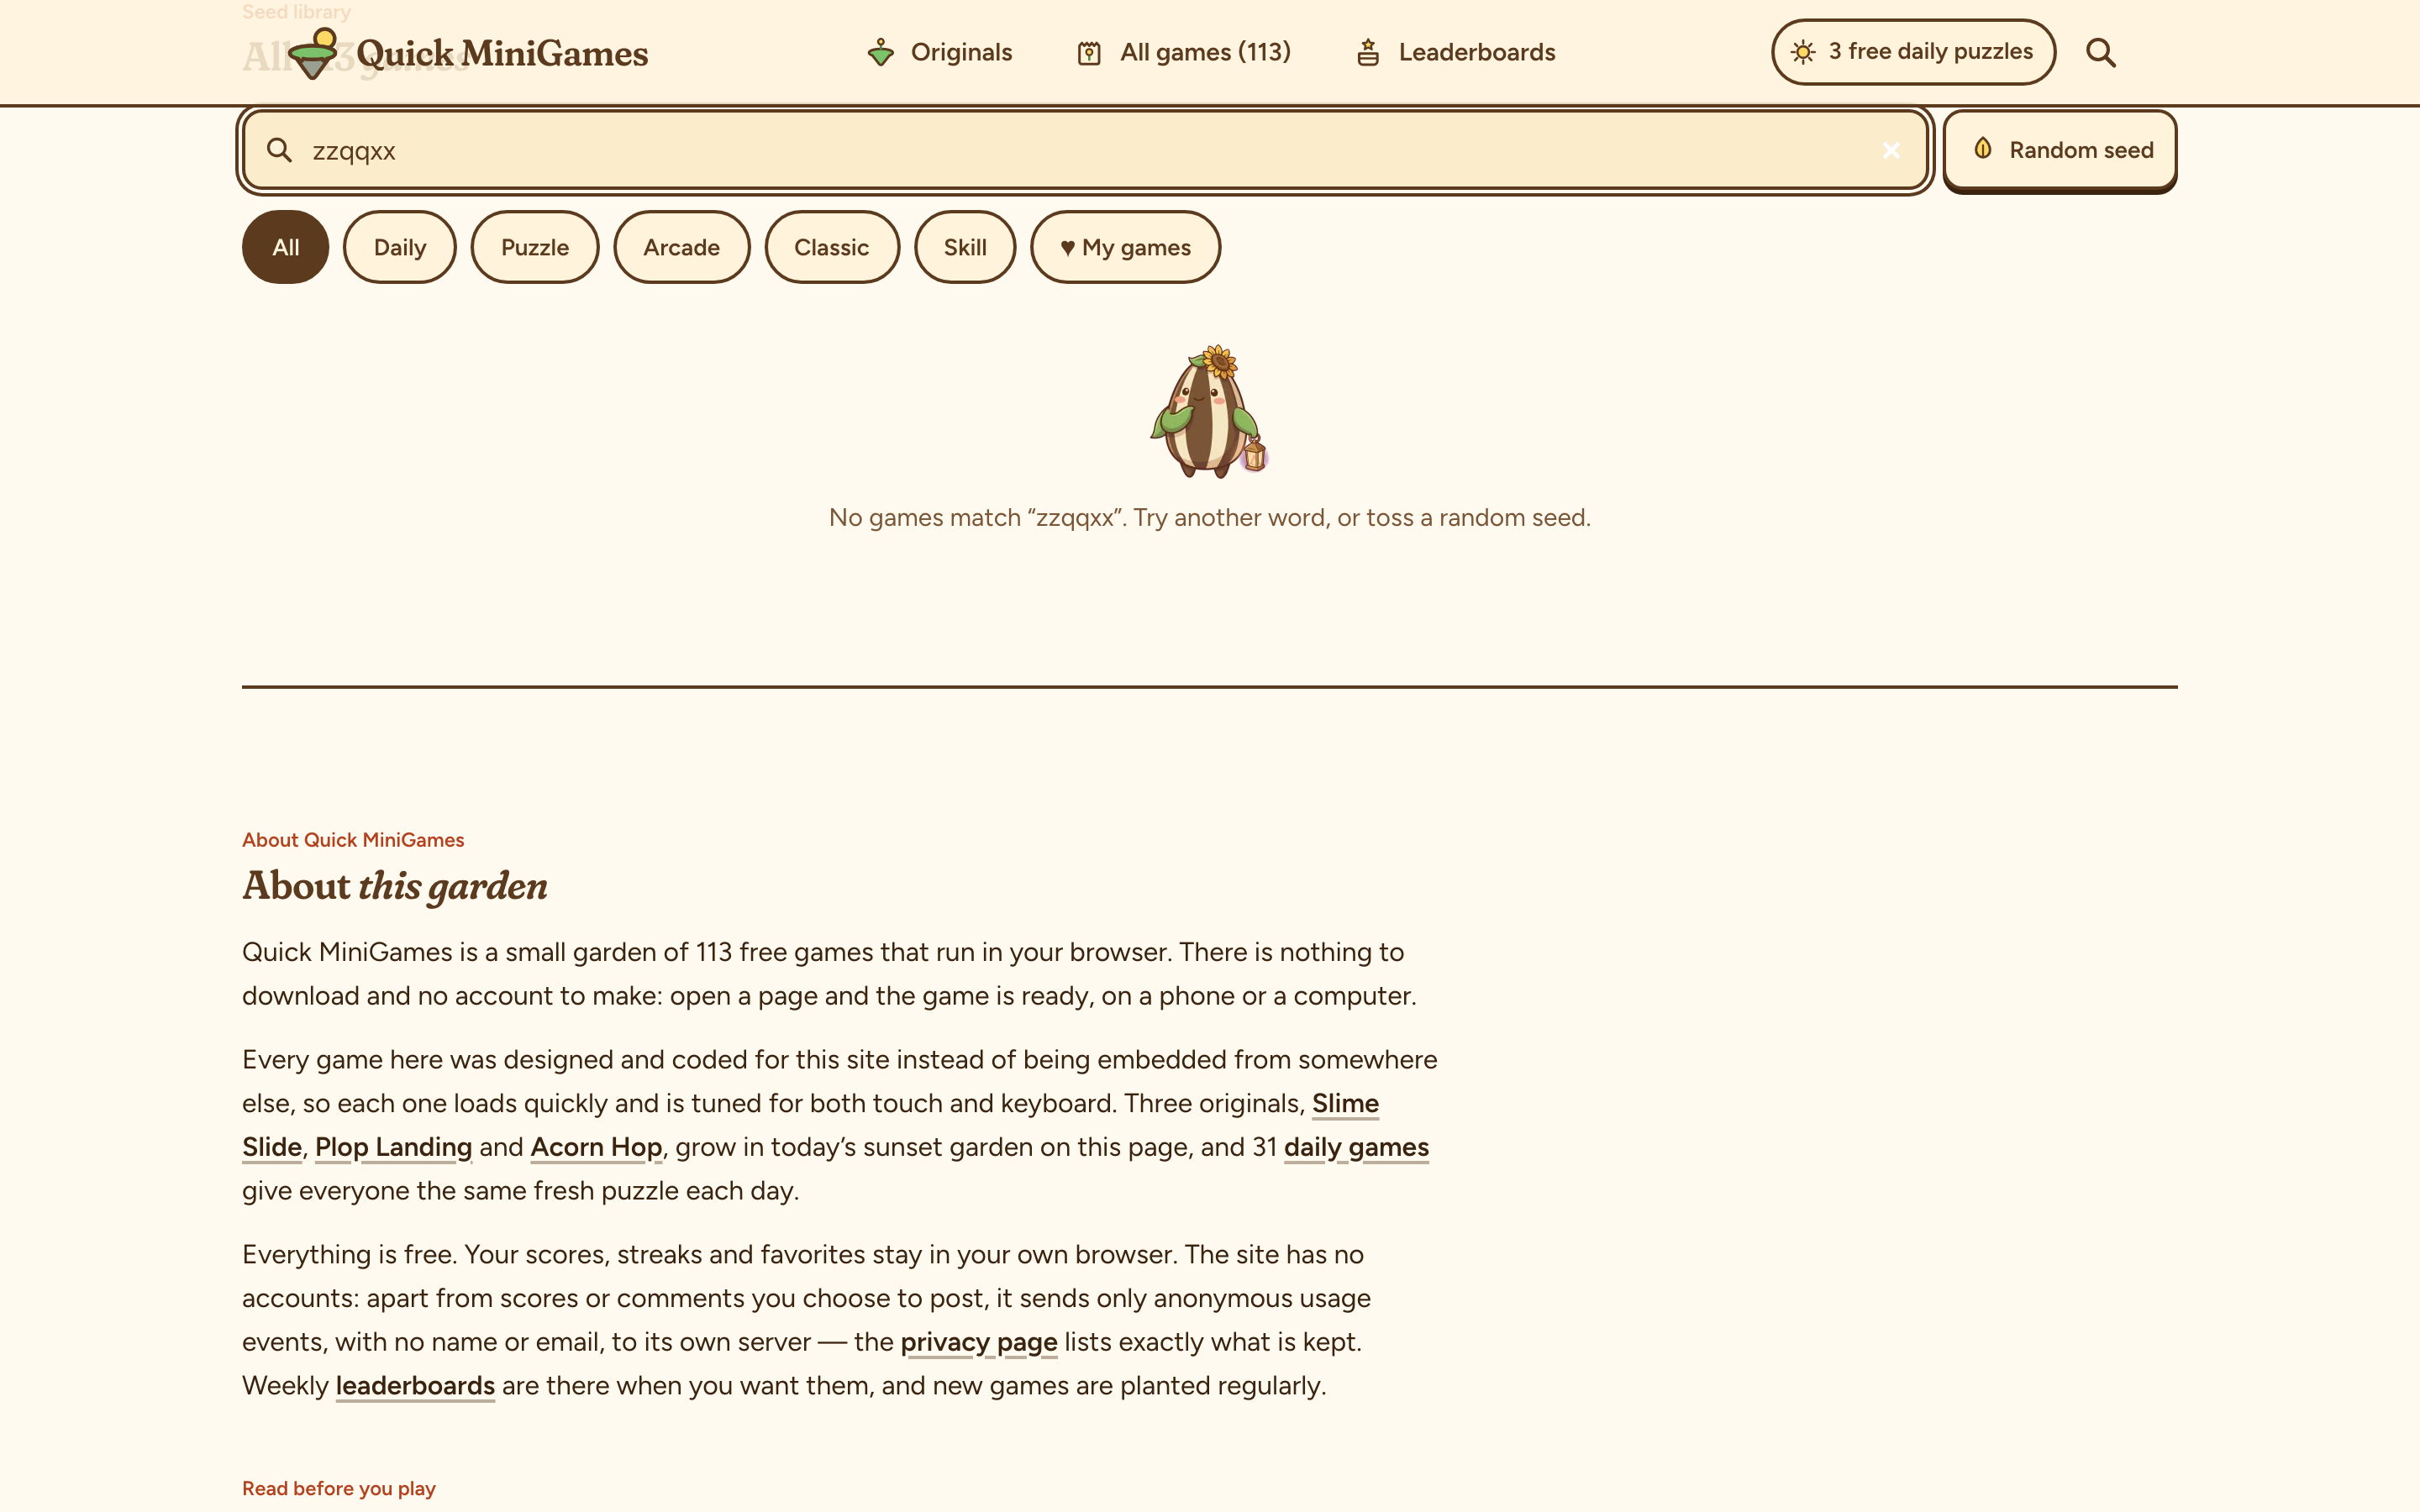 Seed library
All 113 games
Quick MiniGames
Originals
All games (113)
Leaderboards
3 free daily puzzles
zzqqxx
Random seed
All
Daily
Puzzle
Arcade
Classic
Skill
♥ My games
No games match “zzqqxx”. Try another word, or toss a random seed.
About Quick MiniGames
About this garden
Quick MiniGames is a small garden of 113 free games that run in your browser. There is nothing to
download and no account to make: open a page and the game is ready, on a phone or a computer.
Every game here was designed and coded for this site instead of being embedded from somewhere
else, so each one loads quickly and is tuned for both touch and keyboard. Three originals, Slime
Slide, Plop Landing and Acorn Hop, grow in today’s sunset garden on this page, and 31 daily games
give everyone the same fresh puzzle each day.
Everything is free. Your scores, streaks and favorites stay in your own browser. The site has no
accounts: apart from scores or comments you choose to post, it sends only anonymous usage
events, with no name or email, to its own server — the privacy page lists exactly what is kept.
Weekly leaderboards are there when you want them, and new games are planted regularly.
Read before you play